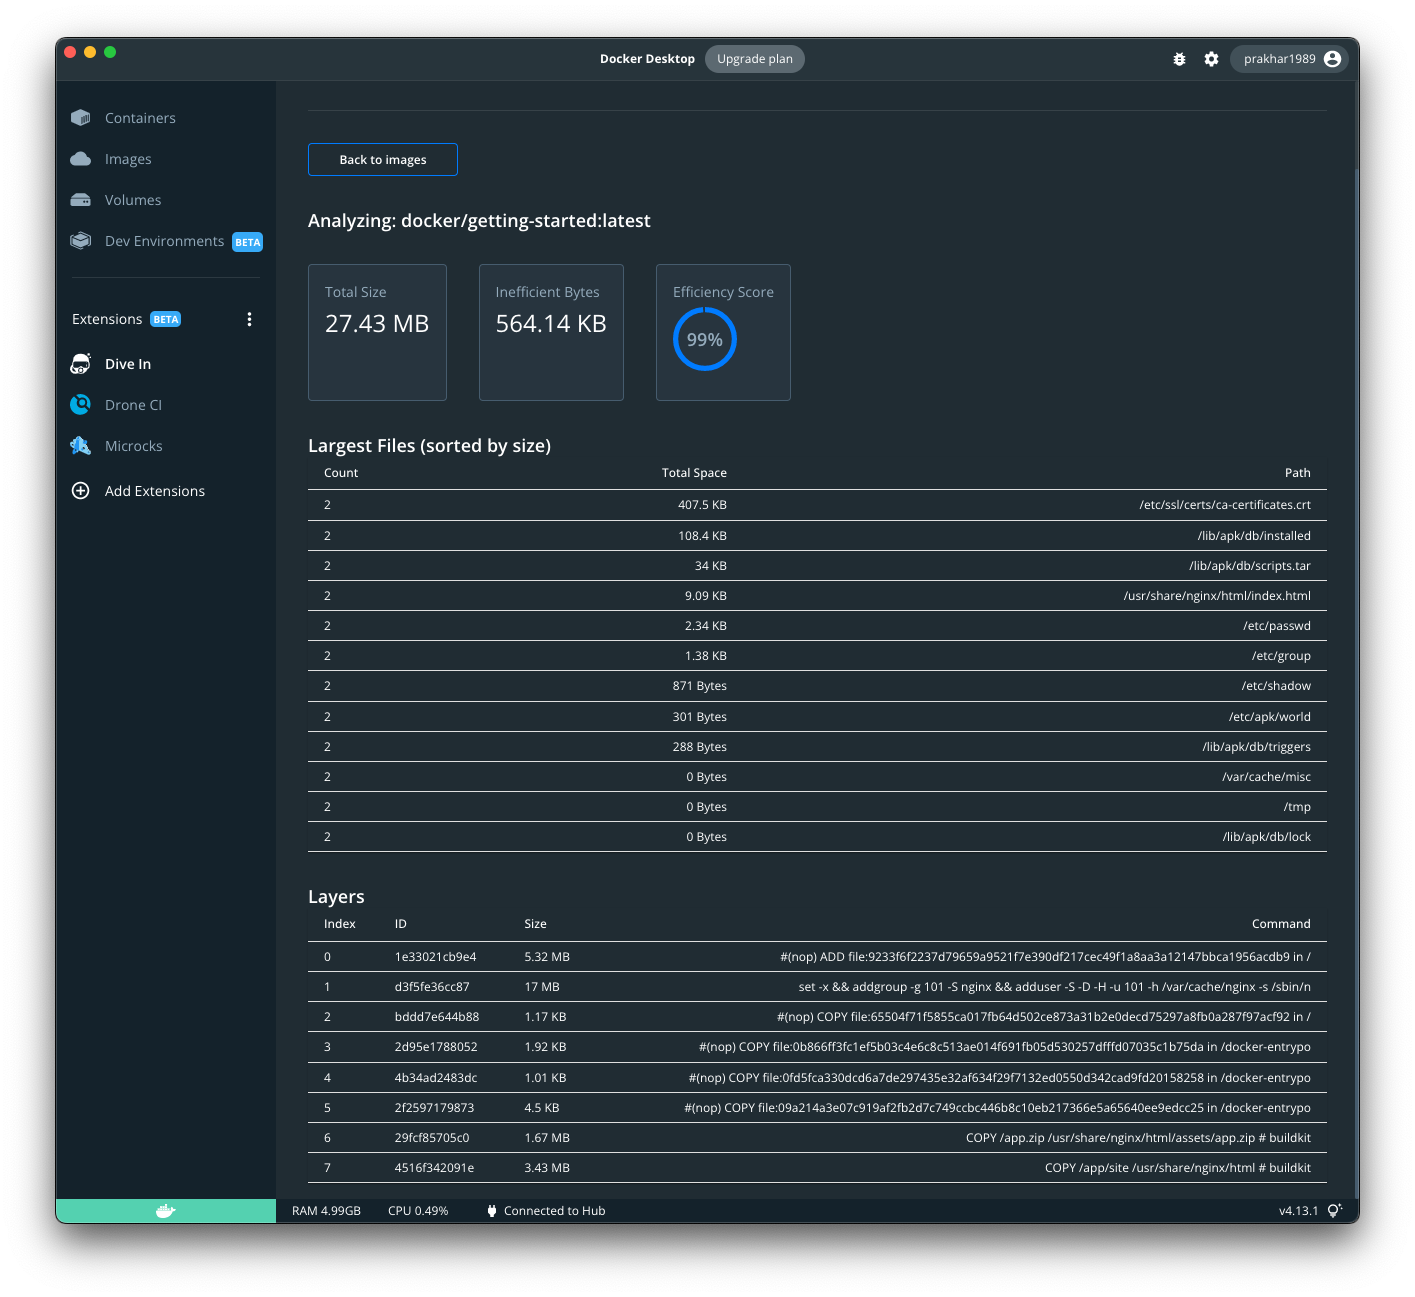 Docker Desktop Upgrade plan prakhar1989
Containers
Images
Volumes
Dev Environments BETA
Extensions BETA
Dive In
Drone CI
Microcks
Add Extensions
Back to images
Analyzing: docker/getting-started:latest
Total Size Inefficient Bytes Efficiency Score
27.43 MB 564.14 KB 99%
Largest Files (sorted by size)
Count Total Space Path
2 407.5 KB /etc/ssl/certs/ca-certificates.crt
2 108.4 KB /lib/apk/db/installed
2 34 KB /lib/apk/db/scripts.tar
2 9.09 KB /usr/share/nginx/html/index.html
2 2.34 KB /etc/passwd
2 1.38 KB /etc/group
2 871 Bytes /etc/shadow
2 301 Bytes /etc/apk/world
2 288 Bytes /lib/apk/db/triggers
2 0 Bytes /var/cache/misc
2 0 Bytes /tmp
2 0 Bytes /lib/apk/db/lock
Layers
Index ID Size Command
0 1e33021cb9e4 5.32 MB #(nop) ADD file:9233f6f2237d79659a9521f7e390df217cec49f1a8aa3a12147bbca1956acdb9 in /
1 d3f5fe36cc87 17 MB set -x && addgroup -g 101 -S nginx && adduser -S -D -H -u 101 -h /var/cache/nginx -s /sbin/n
2 bddd7e644b88 1.17 KB #(nop) COPY file:65504f71f5855ca017fb64d502ce873a31b2e0decd75297a8fb0a287f97acf92 in /
3 2d95e1788052 1.92 KB #(nop) COPY file:0b866ff3fc1ef5b03c4e6c8c513ae014f691fb05d530257dfffd07035c1b75da in /docker-entrypo
4 4b34ad2483dc 1.01 KB #(nop) COPY file:0fd5fca330dcd6a7de297435e32af634f29f7132ed0550d342cad9fd20158258 in /docker-entrypo
5 2f2597179873 4.5 KB #(nop) COPY file:09a214a3e07c919af2fb2d7c749ccbc446b8c10eb217366e5a65640ee9edcc25 in /docker-entrypo
6 29fcf85705c0 1.67 MB COPY /app.zip /usr/share/nginx/html/assets/app.zip # buildkit
7 4516f342091e 3.43 MB COPY /app/site /usr/share/nginx/html # buildkit
RAM 4.99GB CPU 0.49% Connected to Hub v4.13.1